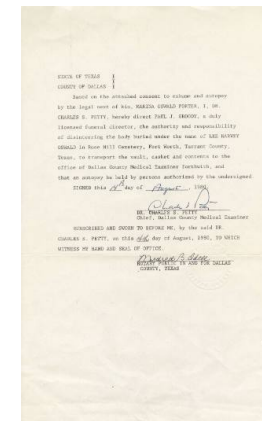 STATE OF TEXAS )
COUNTY OF DALLAS )
Based on the attached consent to exhume and autopsy
by the legal next of kin, MARINA OSWALD PORTER, I, DR.
CHARLES S. PETTY, hereby direct PAUL J. GROODY, a duly
licensed funeral director, the authority and responsibility
of disinterring the body buried under the name of LEE HARVEY
OSWALD in Rose Hill Cemetery, Fort Worth, Tarrant County,
Texas, to transport the vault, casket and contents to the
office of Dallas County Medical Examiner forthwith, and
that an autopsy be held by persons authorized by the undersigned
SIGNED this day of August, 1980.
DR. CHARLES S. PETTY
Chief, Dallas County Medical Examiner
SUBSCRIBED AND SWORN TO BEFORE ME, by the said DR
CHARLES S. PETTY, on this day of August, 1980, TO WHICH
WITNESS MY HAND AND SEAL OF OFFICE.
NOTARY PUBLIC IN AND FOR DALLAS
COUNTY, TEXAS